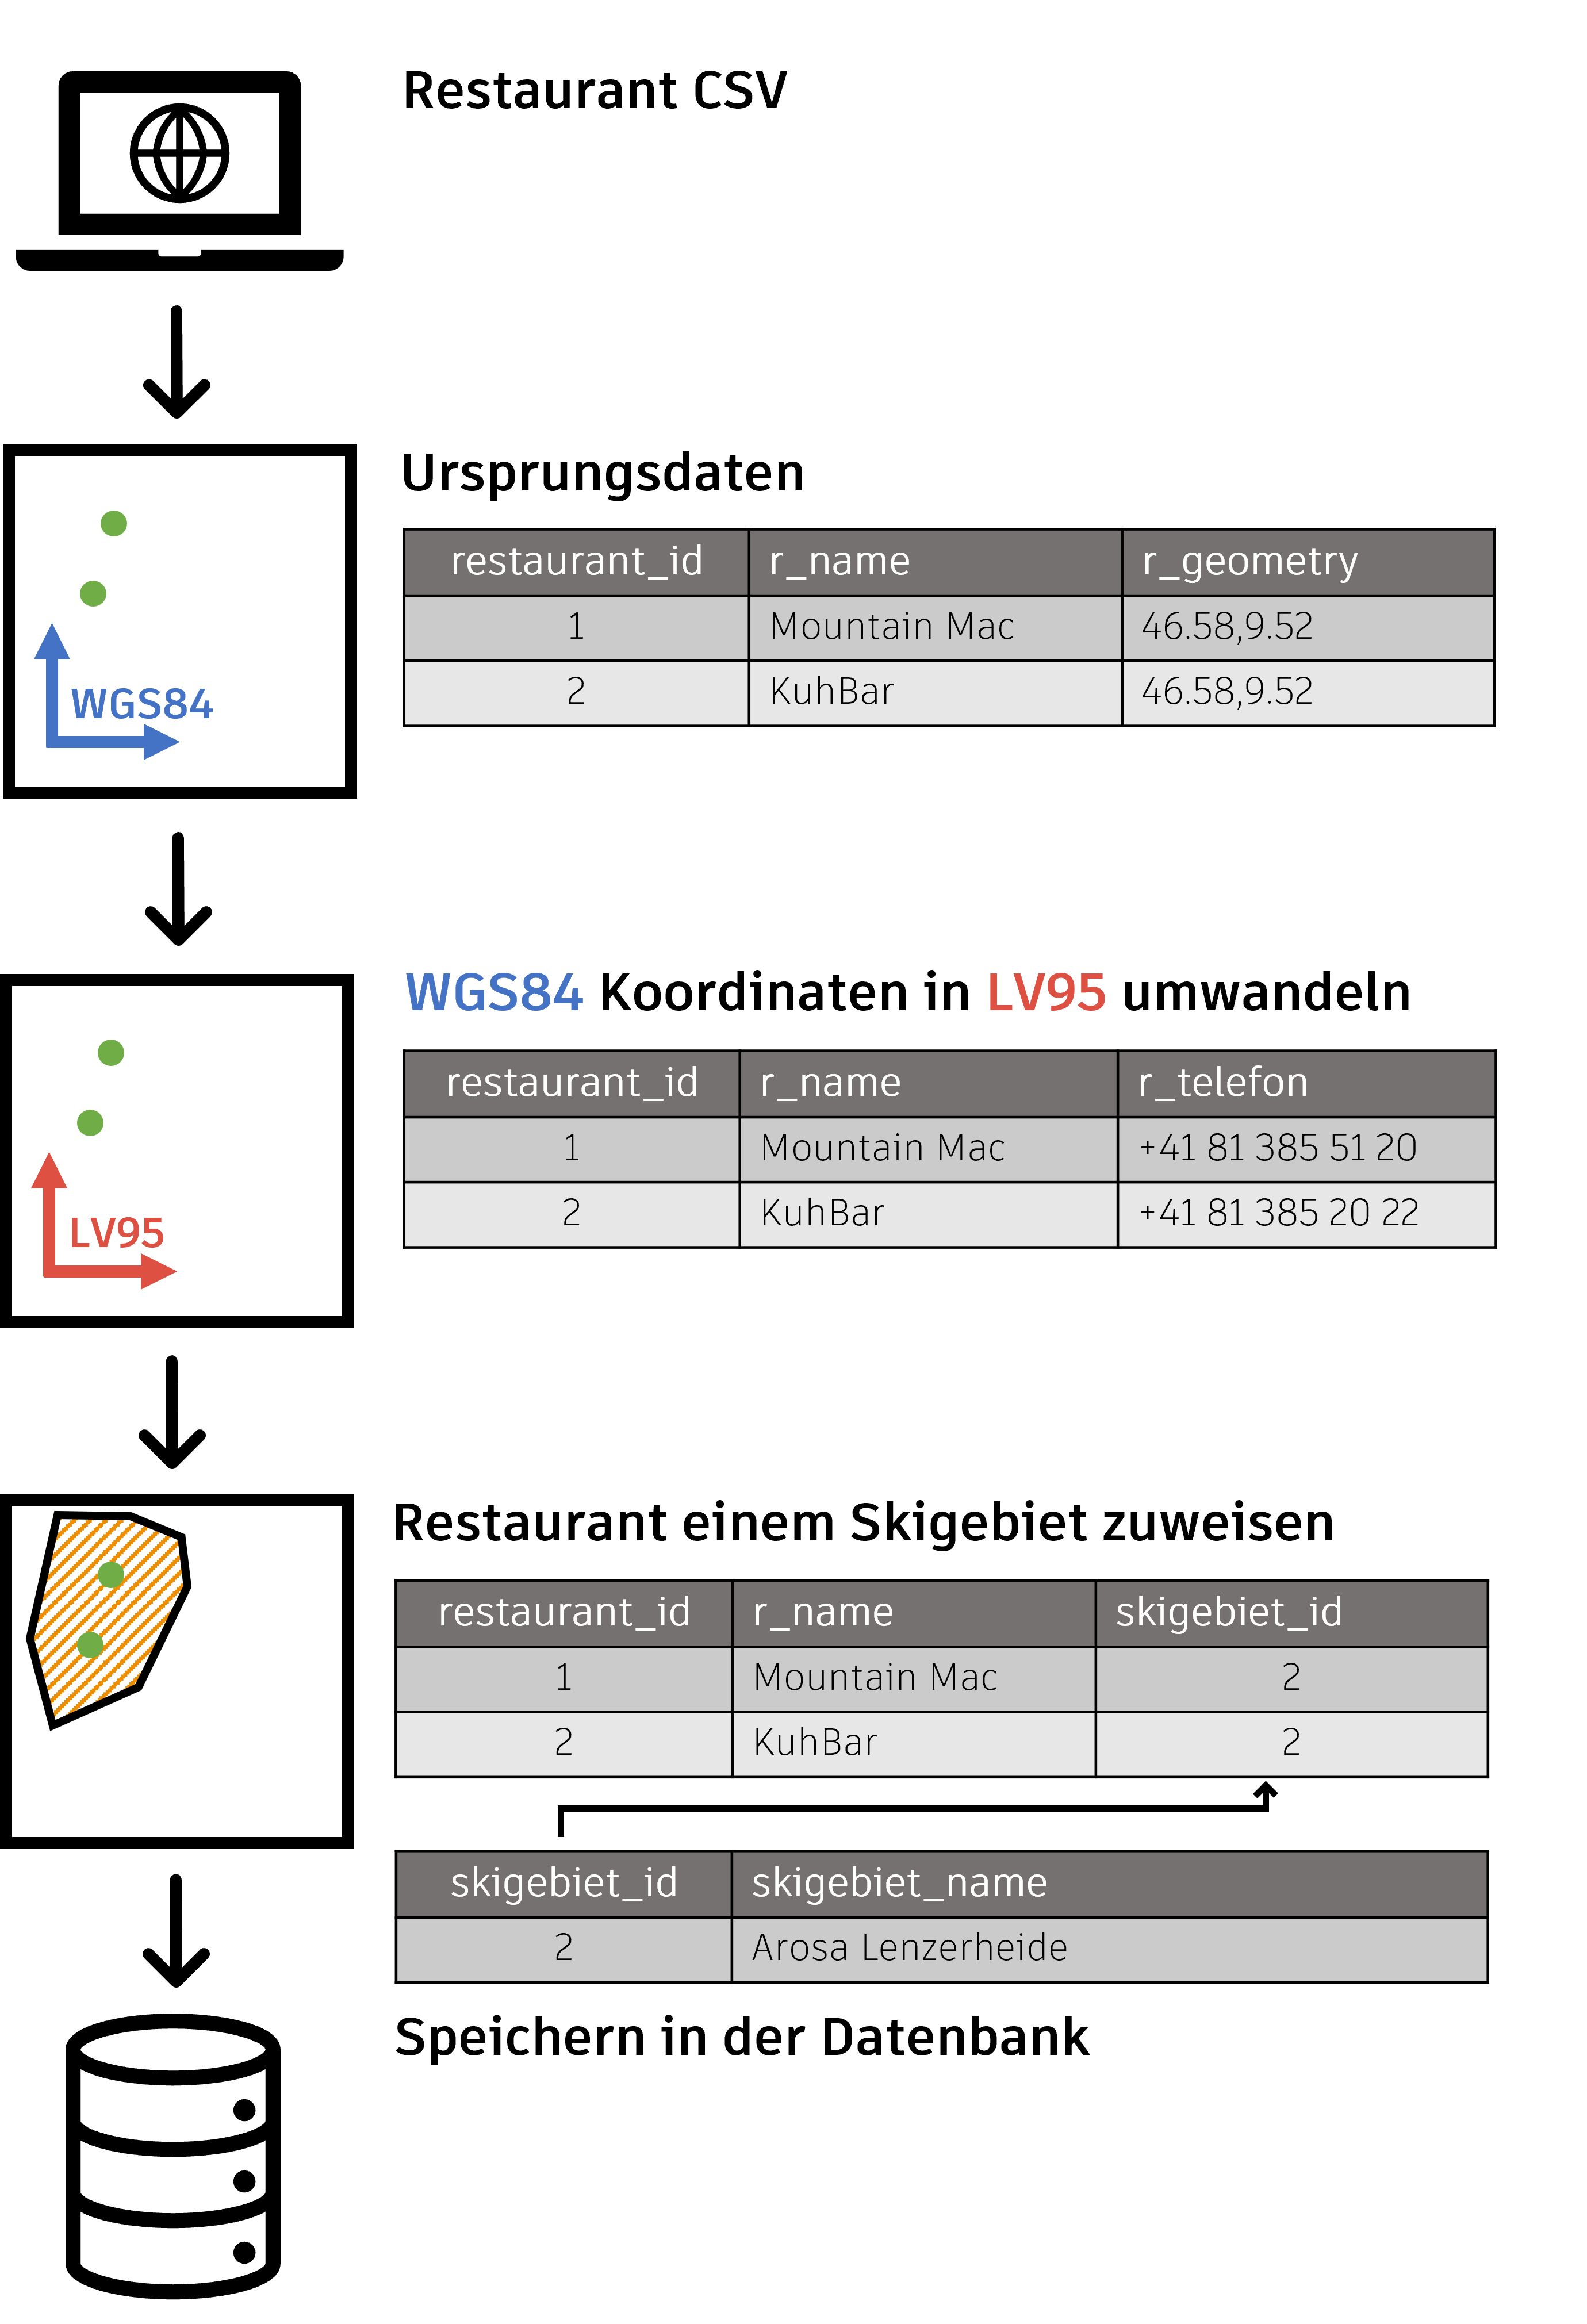 Restaurant CSV
Ursprungsdaten
restaurant_id r_name r_geometry
1 Mountain Mac 46.58,9.52
2 KuhBar 46.58,9.52
WGS84
WGS84 Koordinaten in LV95 umwandeln
restaurant_id r_name r_telefon
1 Mountain Mac +41 81 385 51 20
2 KuhBar +41 81 385 20 22
LV95
Restaurant einem Skigebiet zuweisen
restaurant_id r_name skigebiet_id
1 Mountain Mac 2
2 KuhBar 2
skigebiet_id skigebiet_name
2 Arosa Lenzerheide
Speichern in der Datenbank